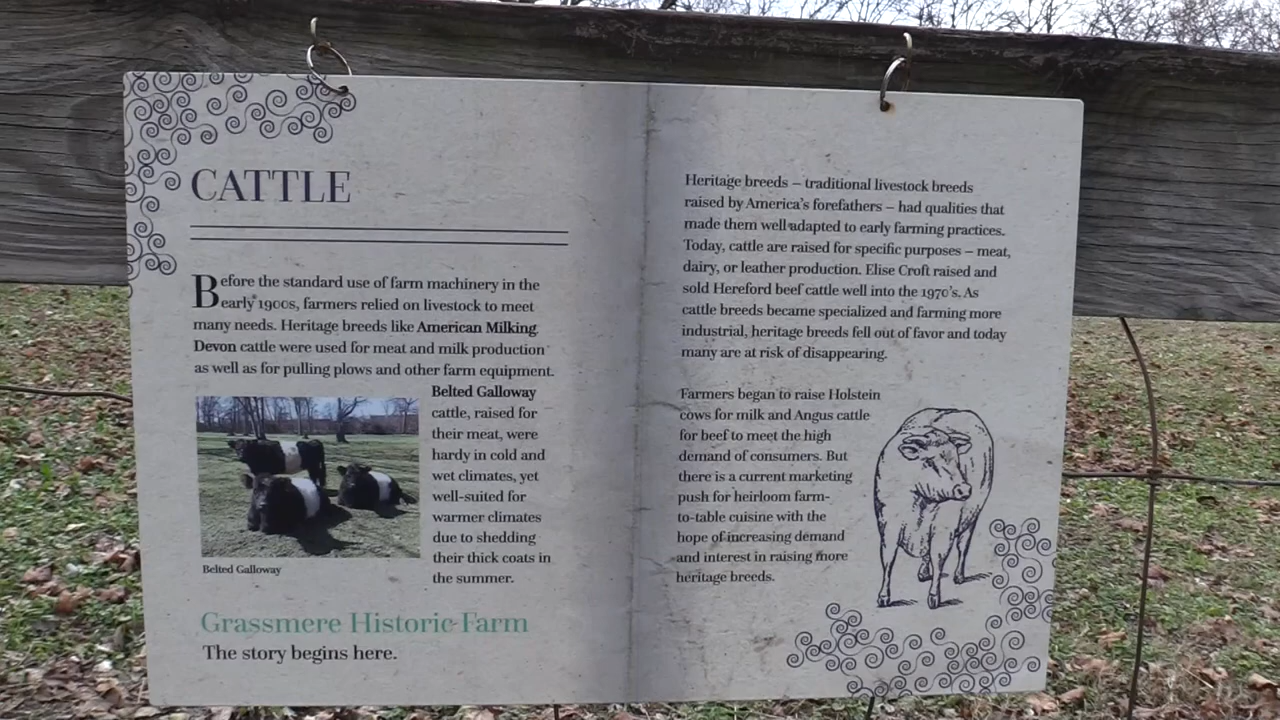 CATTLE
Before the standard use of farm machinery in the
early 1900s, farmers relied on livestock to meet
many needs. Heritage breeds like American Milking
Devon cattle were used for meat and milk production
as well as for pulling plows and other farm equipment.
Belted Galloway
cattle, raised for
their meat, were
hardy in cold and
wet climates, yet
well-suited for
warmer climates
due to shedding
their thick coats in
the summer.
Belted Galloway
Grassmere Historic Farm
The story begins here.
Heritage breeds – traditional livestock breeds
raised by America's forefathers – had qualities that
made them well adapted to early farming practices.
Today, cattle are raised for specific purposes – meat,
dairy, or leather production. Elise Croft raised and
sold Hereford beef cattle well into the 1970's. As
cattle breeds became specialized and farming more
industrial, heritage breeds fell out of favor and today
many are at risk of disappearing.
Farmers began to raise Holstein
cows for milk and Angus cattle
for beef to meet the high
demand of consumers. But
there is a current marketing
push for heirloom farm-
to-table cuisine with the
hope of increasing demand
and interest in raising more
heritage breeds.